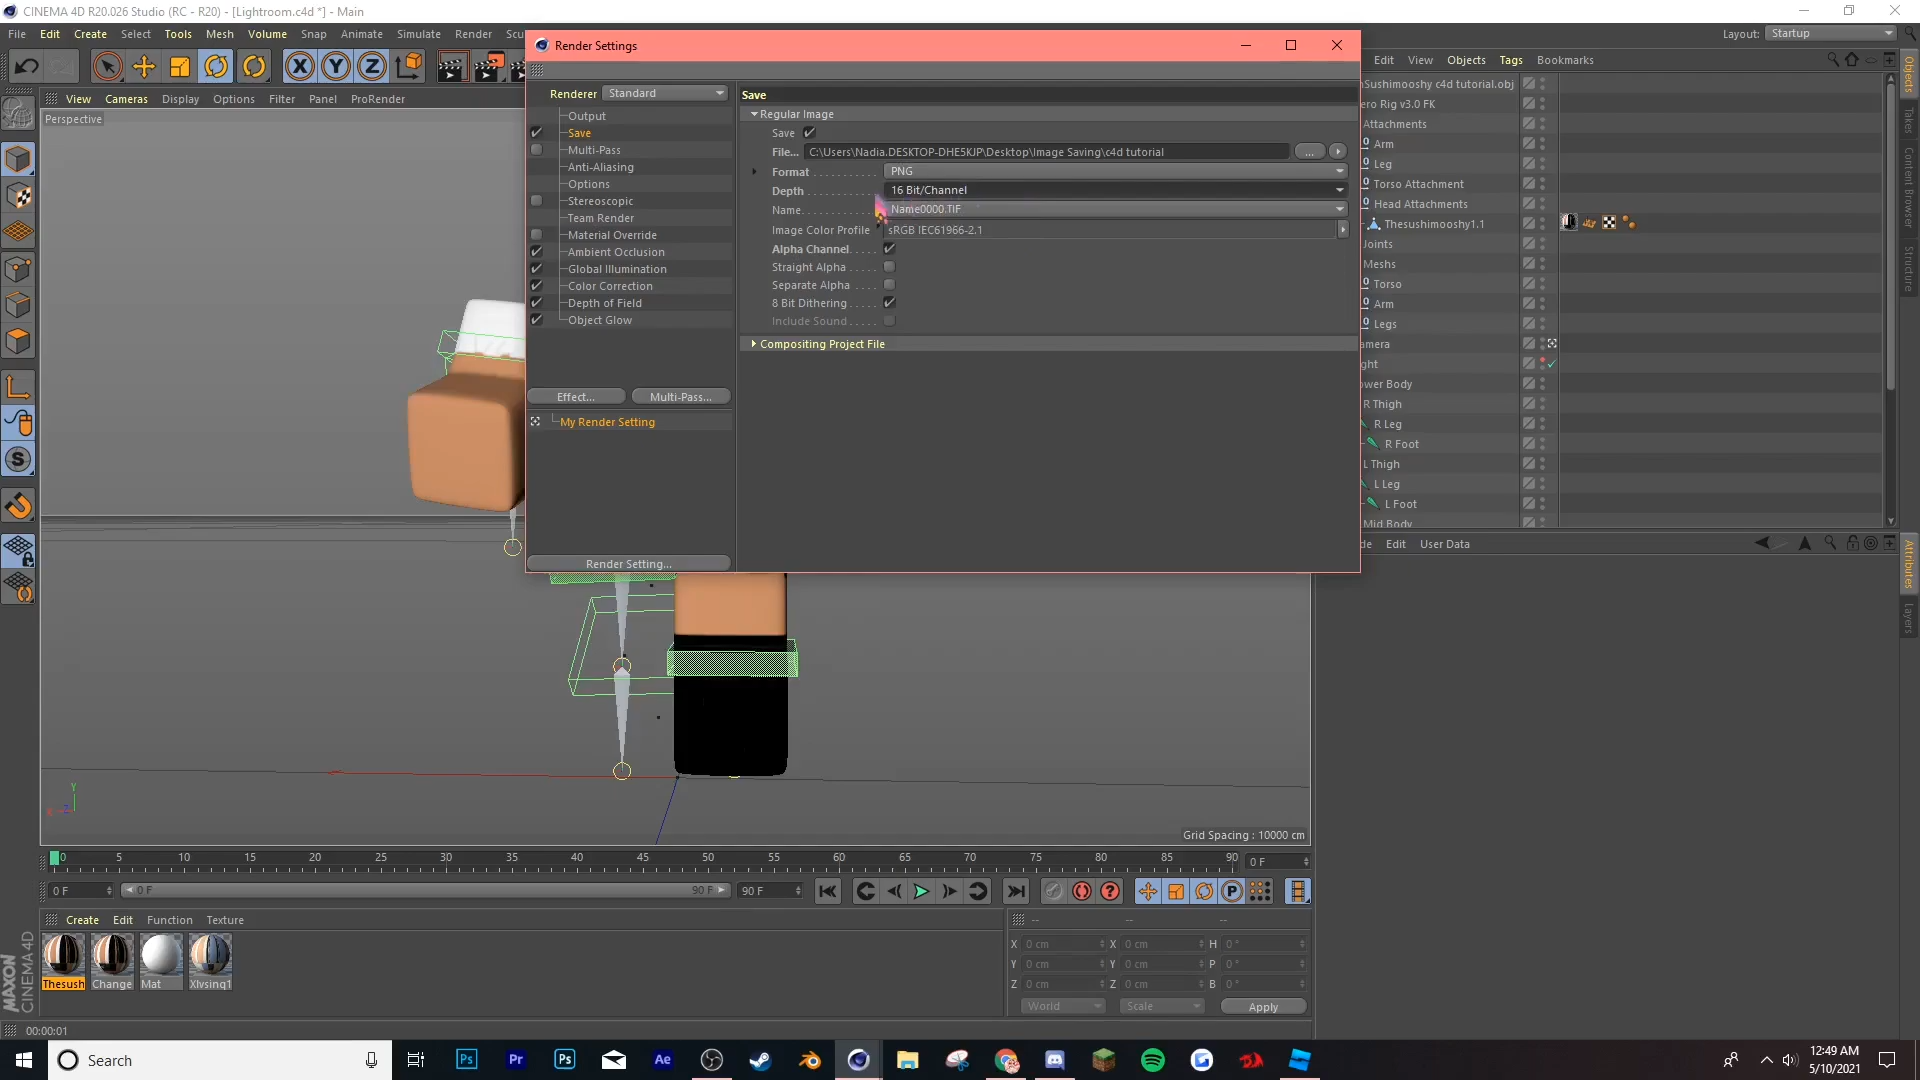 CINEMA 4D R20.026 Studio (RC - R20) - [Lightroom.c4d *] - Main
File Edit Create Select Tools Mesh Volume Snap Animate Simulate Render
Layout: Startup
View Cameras Display Options Filter Panel ProRender
Perspective
Render Settings
Renderer Standard
Output
Save
Multi-Pass
Anti-Aliasing
Options
Stereoscopic
Team Render
Material Override
Ambient Occlusion
Global Illumination
Color Correction
Depth of Field
Object Glow
Effect... Multi-Pass...
My Render Setting
Render Setting...
Save
Regular Image
Save
File... C:\Users\Nadia.DESKTOP-DHE5KJP\Desktop\Image Saving\c4d tutorial ...
Format PNG
Depth 16 Bit/Channel
Name Name0000.TIF
Image Color Profile sRGB IEC61966-2.1
Alpha Channel
Straight Alpha
Separate Alpha
8 Bit Dithering
Include Sound
Compositing Project File
Edit View Objects Tags Bookmarks
Sushimooshy c4d tutorial.obj
ero Rig v3.0 FK
Attachments
Arm
Leg
Torso Attachment
Head Attachments
Thesushimooshy1.1
Joints
Meshs
Torso
Arm
Legs
amera
ght
ower Body
R Thigh
R Leg
R Foot
L Thigh
L Leg
L Foot
Mid Body
de Edit User Data
Objects
Takes
Content Browser
Structure
Attributes
Layers
Grid Spacing : 10000 cm
0 5 10 15 20 25 30 35 40 45 50 55 60 65 70 75 80 85 90 0 F
0 F 0 F 90 F 90 F
Create Edit Function Texture
Thesush Change Mat Xlvsinq1
MAXON
CINEMA 4D
-- -- --
X 0 cm X 0 cm H 0 °
Y 0 cm Y 0 cm P 0 °
Z 0 cm Z 0 cm B 0 °
World Scale Apply
00:00:01
Search
12:49 AM
5/10/2021